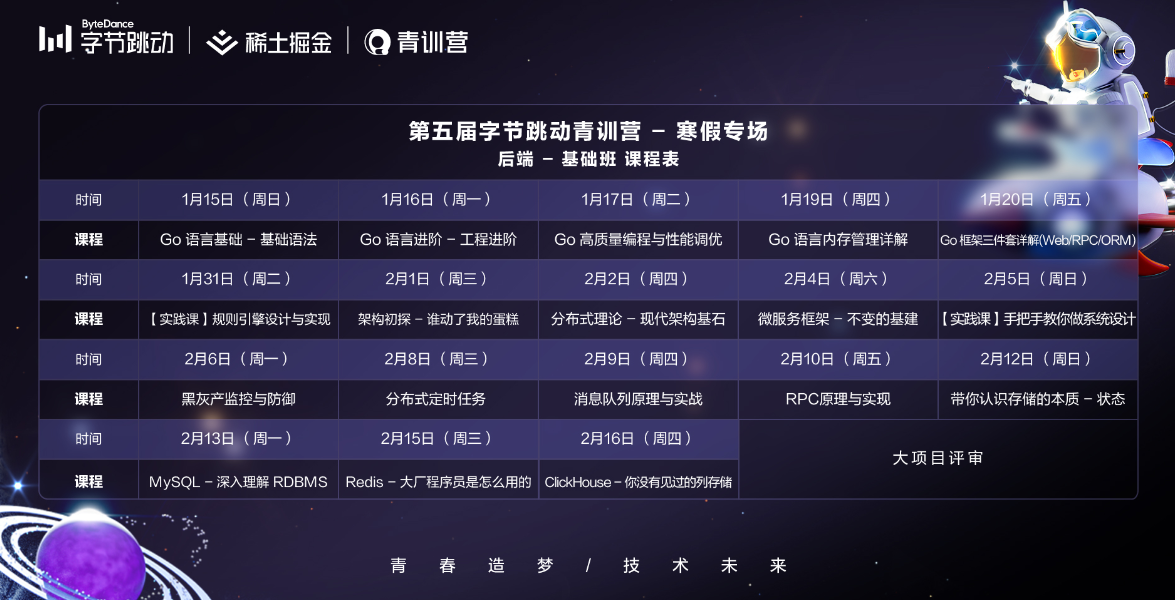 ByteDance
字节跳动
稀土掘金
青训营
第五届字节跳动青训营 – 寒假专场
后端 – 基础班 课程表
时间 1月15日(周日) 1月16日(周一) 1月17日(周二) 1月19日(周四) 1月20日(周五)
课程 Go 语言基础 – 基础语法 Go 语言进阶 – 工程进阶 Go 高质量编程与性能调优 Go 语言内存管理详解 Go 框架三件套详解(Web/RPC/ORM)
时间 1月31日(周二) 2月1日(周三) 2月2日(周四) 2月4日(周六) 2月5日(周日)
课程 【实践课】规则引擎设计与实现 架构初探 – 谁动了我的蛋糕 分布式理论 – 现代架构基石 微服务框架 – 不变的基建 【实践课】手把手教你做系统设计
时间 2月6日(周一) 2月8日(周三) 2月9日(周四) 2月10日(周五) 2月12日(周日)
课程 黑灰产监控与防御 分布式定时任务 消息队列原理与实战 RPC原理与实现 带你认识存储的本质 – 状态
时间 2月13日(周一) 2月15日(周三) 2月16日(周四)
大项目评审
课程 MySQL – 深入理解 RDBMS Redis – 大厂程序员是怎么用的 ClickHouse – 你没有见过的列存储
青春造梦/技术未来